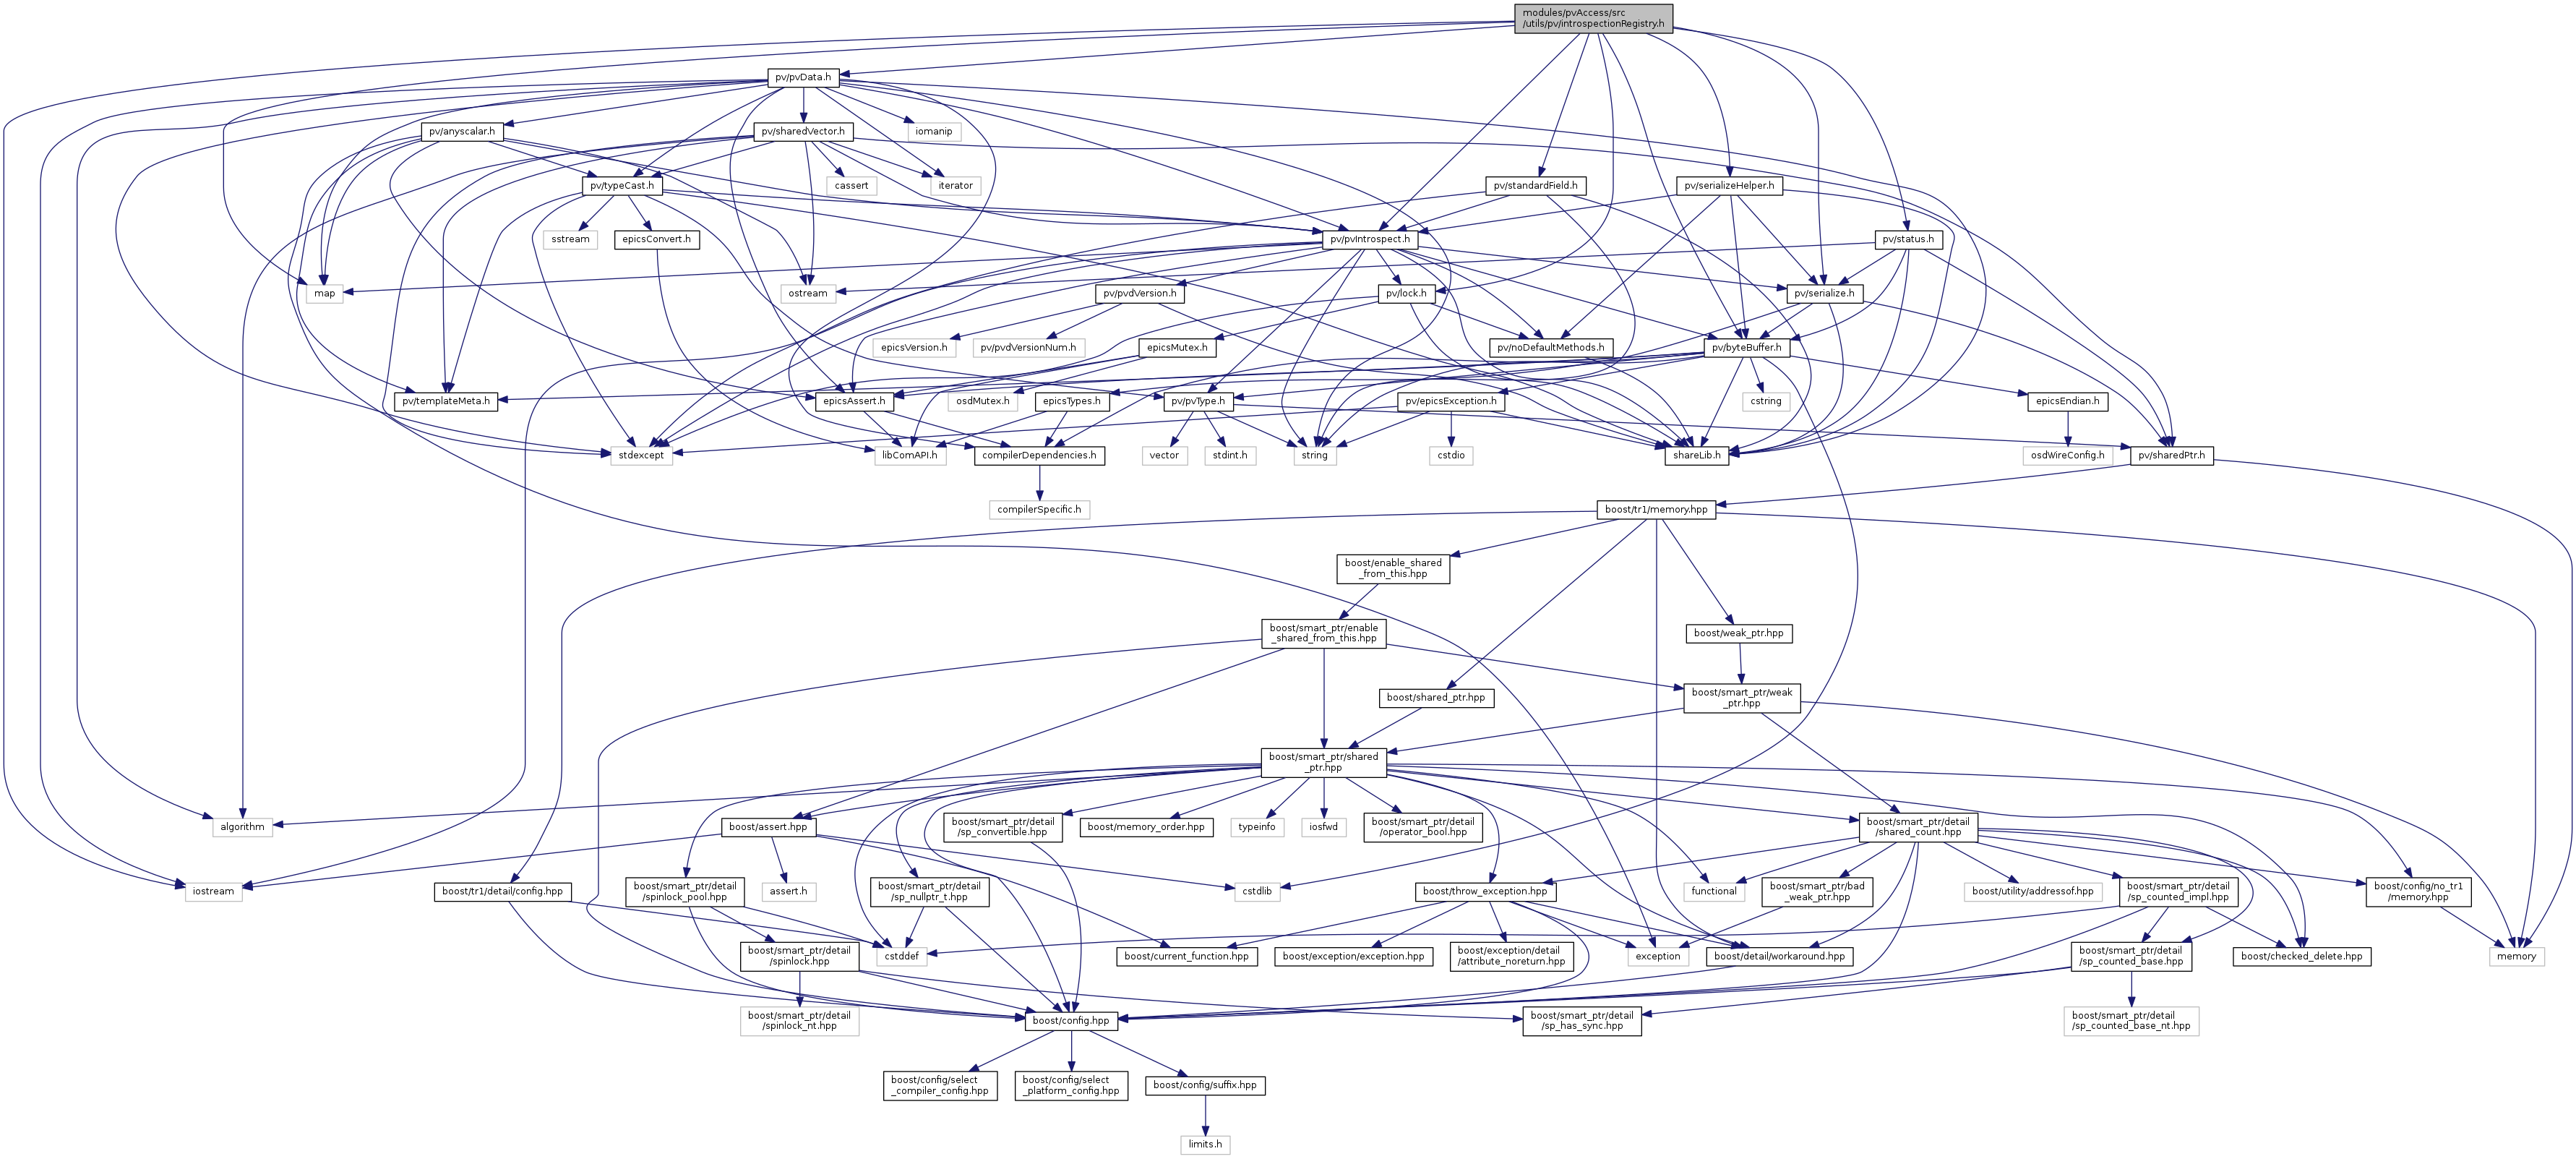 modules/pvAccess/src
/utils/pv/introspectionRegistry.h
pv/pvData.h
pv/anyscalar.h
pv/sharedVector.h
iomanip
pv/typeCast.h
cassert
iterator
pv/standardField.h
pv/serializeHelper.h
sstream
epicsConvert.h
pv/pvIntrospect.h
pv/status.h
map
ostream
pv/pvdVersion.h
pv/lock.h
pv/serialize.h
epicsVersion.h
pv/pvdVersionNum.h
epicsMutex.h
pv/noDefaultMethods.h
pv/byteBuffer.h
pv/templateMeta.h
epicsAssert.h
osdMutex.h
epicsTypes.h
pv/pvType.h
pv/epicsException.h
cstring
epicsEndian.h
stdexcept
libComAPI.h
compilerDependencies.h
vector
stdint.h
string
cstdio
shareLib.h
osdWireConfig.h
pv/sharedPtr.h
compilerSpecific.h
boost/tr1/memory.hpp
boost/enable_shared
_from_this.hpp
boost/smart_ptr/enable
_shared_from_this.hpp
boost/weak_ptr.hpp
boost/shared_ptr.hpp
boost/smart_ptr/weak
_ptr.hpp
boost/smart_ptr/shared
_ptr.hpp
algorithm
boost/assert.hpp
boost/smart_ptr/detail
/sp_convertible.hpp
boost/memory_order.hpp
typeinfo
iosfwd
boost/smart_ptr/detail
/operator_bool.hpp
boost/smart_ptr/detail
/shared_count.hpp
iostream
boost/tr1/detail/config.hpp
boost/smart_ptr/detail
/spinlock_pool.hpp
assert.h
boost/smart_ptr/detail
/sp_nullptr_t.hpp
cstdlib
boost/throw_exception.hpp
functional
boost/smart_ptr/bad
_weak_ptr.hpp
boost/utility/addressof.hpp
boost/smart_ptr/detail
/sp_counted_impl.hpp
boost/config/no_tr1
/memory.hpp
boost/smart_ptr/detail
/spinlock.hpp
cstddef
boost/current_function.hpp
boost/exception/exception.hpp
boost/exception/detail
/attribute_noreturn.hpp
exception
boost/detail/workaround.hpp
boost/smart_ptr/detail
/sp_counted_base.hpp
boost/checked_delete.hpp
memory
boost/smart_ptr/detail
/spinlock_nt.hpp
boost/config.hpp
boost/smart_ptr/detail
/sp_has_sync.hpp
boost/smart_ptr/detail
/sp_counted_base_nt.hpp
boost/config/select
_compiler_config.hpp
boost/config/select
_platform_config.hpp
boost/config/suffix.hpp
limits.h